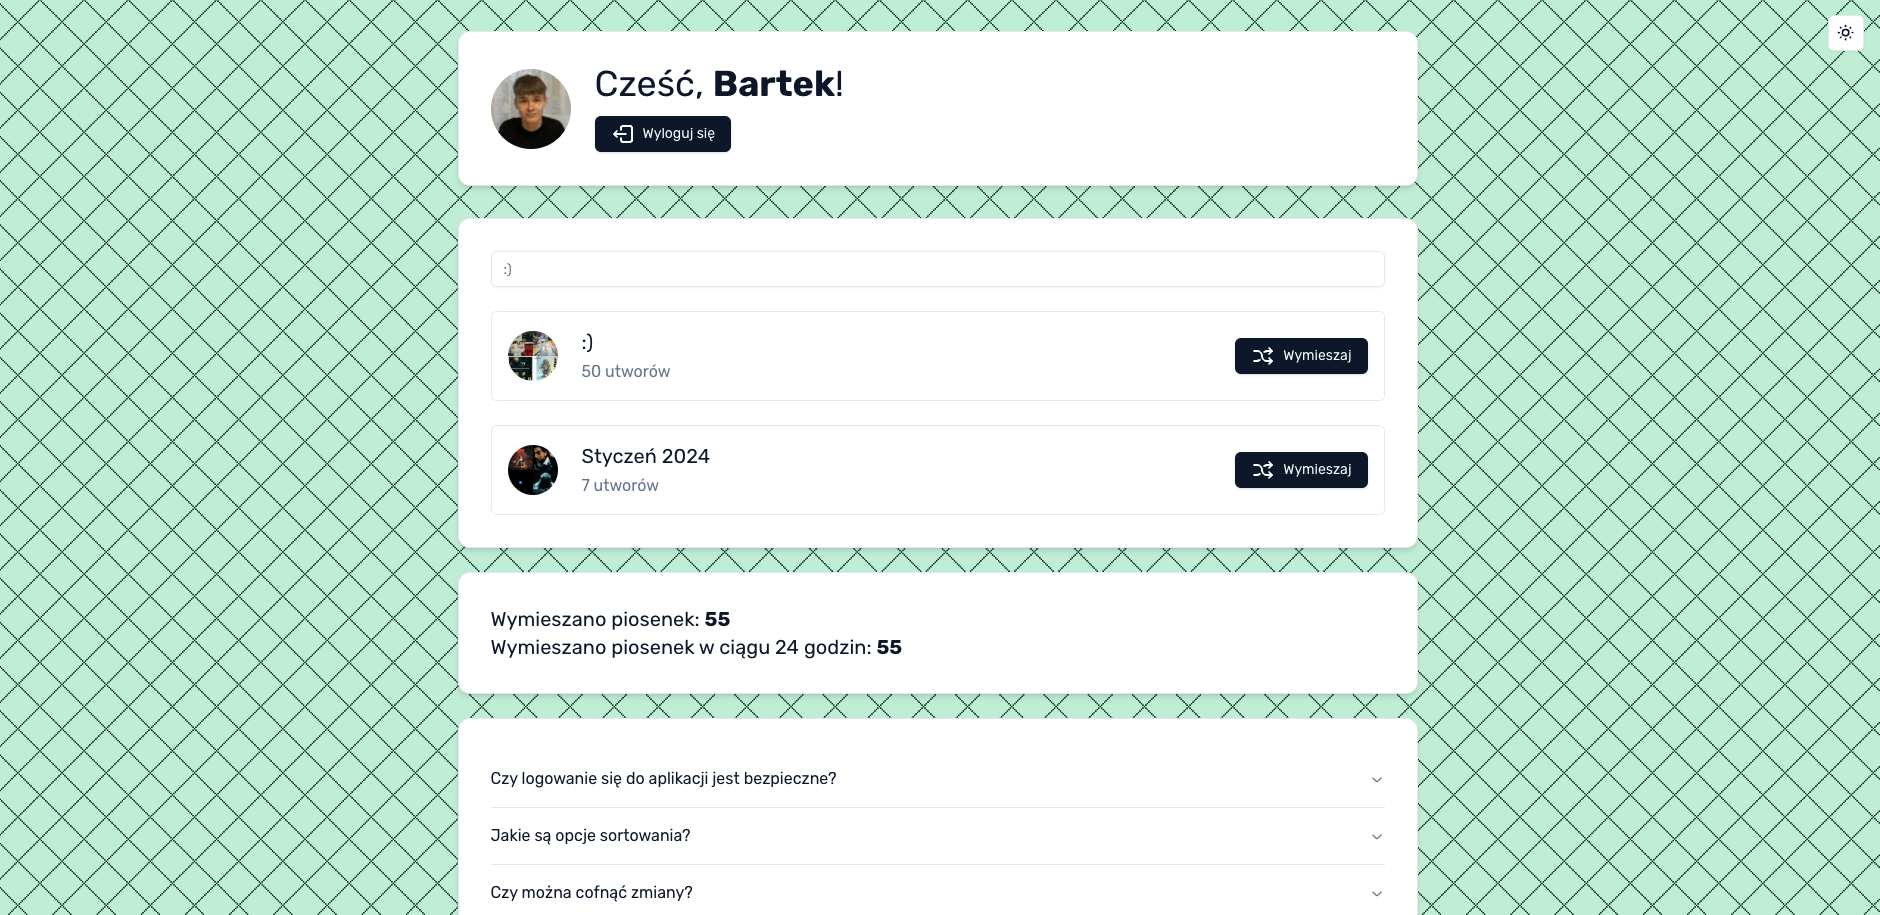 Cześć, Bartek!
Wyloguj się
:)
:)
50 utworów
Wymieszaj
Styczeń 2024
7 utworów
Wymieszaj
Wymieszano piosenek: 55
Wymieszano piosenek w ciągu 24 godzin: 55
Czy logowanie się do aplikacji jest bezpieczne?
Jakie są opcje sortowania?
Czy można cofnąć zmiany?